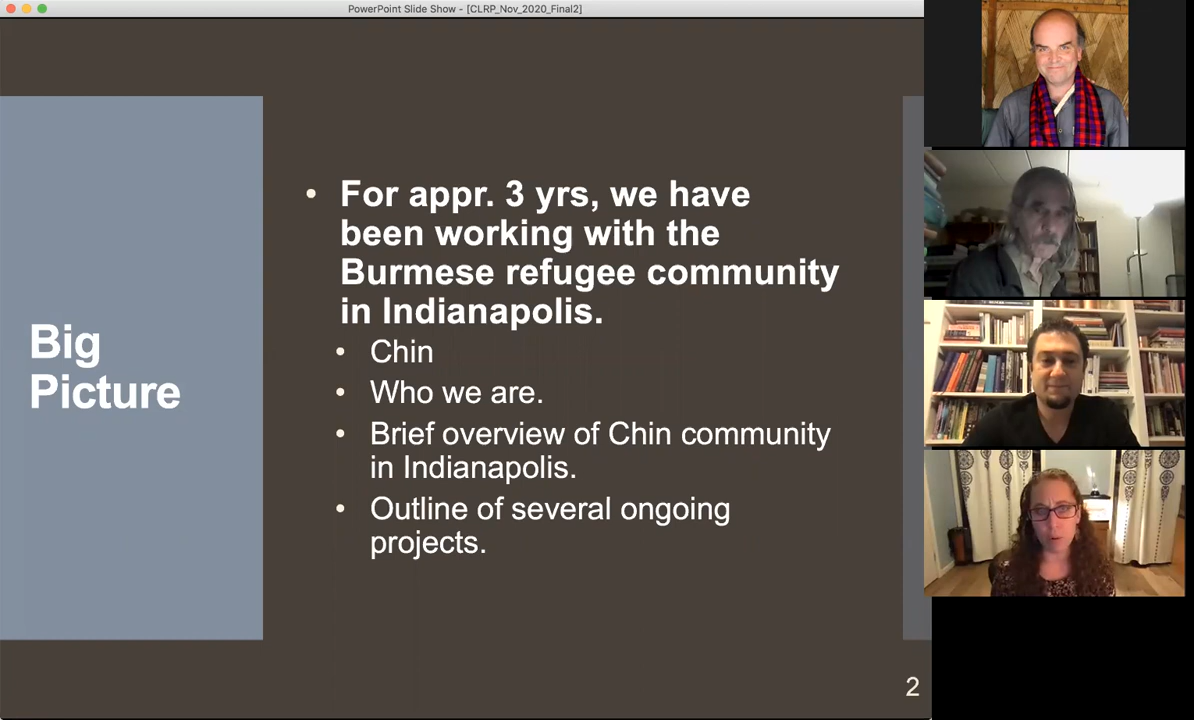 PowerPoint Slide Show - [CLRP_Nov_2020_Final2]
Big
Picture
• For appr. 3 yrs, we have
been working with the
Burmese refugee community
in Indianapolis.
• Chin
• Who we are.
• Brief overview of Chin community
in Indianapolis.
• Outline of several ongoing
projects.
2